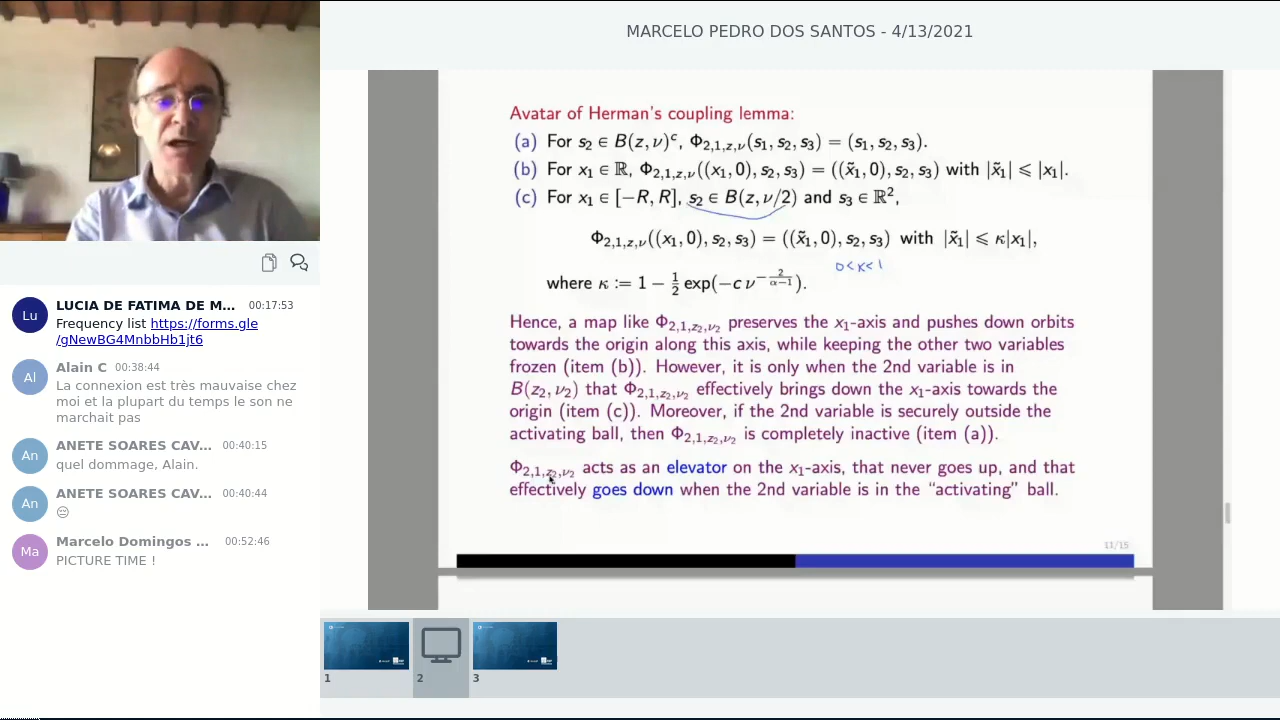 MARCELO PEDRO DOS SANTOS - 4/13/2021
LUCIA DE FATIMA DE M... 00:17:53
Frequency list https://forms.gle
/gNewBG4MnbbHb1jt6
Alain C 00:38:44
La connexion est très mauvaise chez
moi et la plupart du temps le son ne
marchait pas
ANETE SOARES CAV... 00:40:15
quel dommage, Alain.
ANETE SOARES CAV... 00:40:44
😔
Marcelo Domingos ... 00:52:46
PICTURE TIME !
Lu
Al
An
An
Ma
Avatar of Herman's coupling lemma:
(a) For s₂ ∈ B(z, ν)ᶜ, Φ₂,₁,z,ν(s₁, s₂, s₃) = (s₁, s₂, s₃).
(b) For x₁ ∈ ℝ, Φ₂,₁,z,ν((x₁, 0), s₂, s₃) = ((x̃₁, 0), s₂, s₃) with |x̃₁| ⩽ |x₁|.
(c) For x₁ ∈ [−R, R], s₂ ∈ B(z, ν/2) and s₃ ∈ ℝ²,
Φ₂,₁,z,ν((x₁, 0), s₂, s₃) = ((x̃₁, 0), s₂, s₃) with |x̃₁| ⩽ κ|x₁|,
0<κ<1
where κ := 1 − ½ exp(−c ν^{−2/(α−1)}).
Hence, a map like Φ₂,₁,z₂,ν₂ preserves the x₁-axis and pushes down orbits
towards the origin along this axis, while keeping the other two variables
frozen (item (b)). However, it is only when the 2nd variable is in
B(z₂, ν₂) that Φ₂,₁,z₂,ν₂ effectively brings down the x₁-axis towards the
origin (item (c)). Moreover, if the 2nd variable is securely outside the
activating ball, then Φ₂,₁,z₂,ν₂ is completely inactive (item (a)).
Φ₂,₁,z₂,ν₂ acts as an elevator on the x₁-axis, that never goes up, and that
effectively goes down when the 2nd variable is in the “activating” ball.
11/15
1
2
3